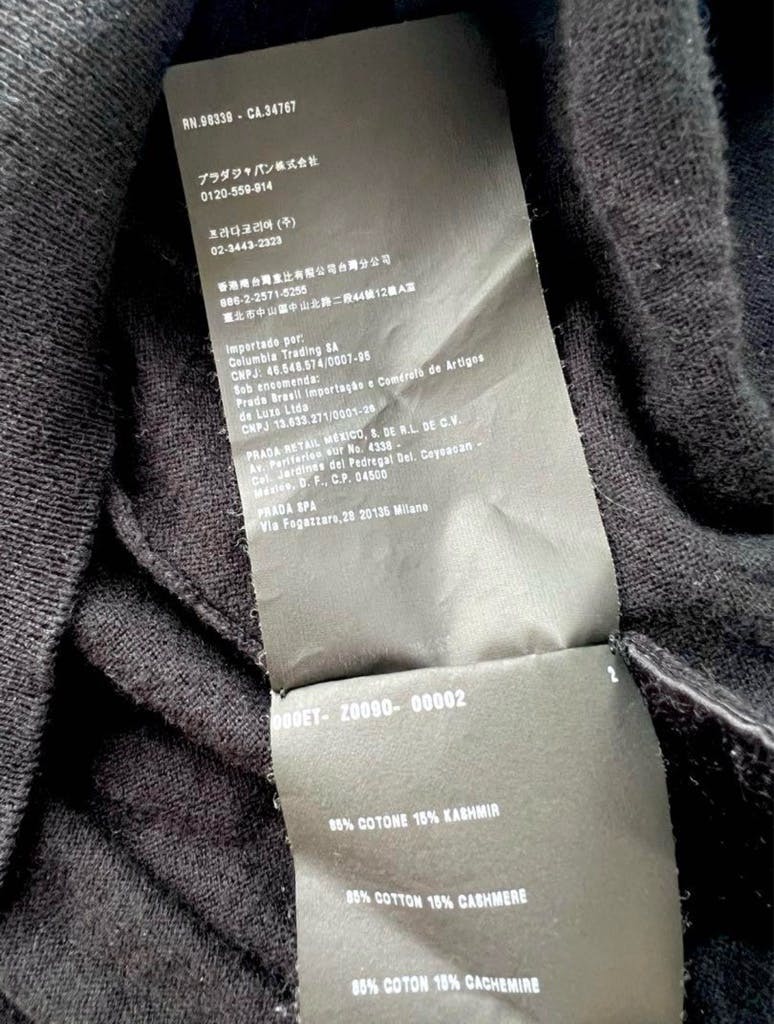 RN.98339 - CA.34767
プラダジャパン株式会社
0120-559-914
프라다코리아 (주)
02-3443-2323
香港商台灣普比有限公司台灣分公司
886-2-2571-5255
臺北市中山區中山北路二段44號12樓A室
Importado por:
Columbia Trading SA
CNPJ: 46.548.574/0007-95
Sob encomenda:
Prada Brasil Importação e Comércio de Artigos
de Luxo Ltda
CNPJ 13.633.271/0001-26
PRADA RETAIL MÉXICO, S. DE R.L. DE C.V.
Av. Periférico sur No. 4338 -
Col. Jardines del Pedregal Del. Coyoacan -
México, D. F., C.P. 04500
PRADA SPA
Via Fogazzaro,28 20135 Milano
2
000ET- Z0090- 00002
85% COTONE 15% KASHMIR
85% COTTON 15% CASHMERE
85% COTON 15% CACHEMIRE